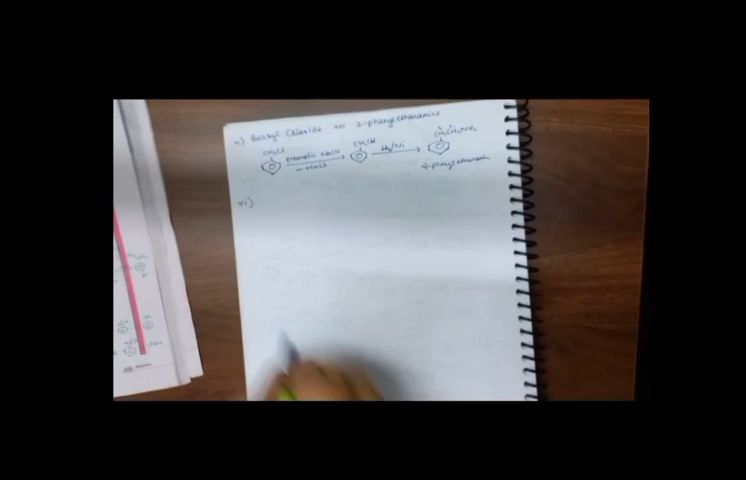 v) Benzyl Chloride to 2-phenylethanamine
CH₂Cl ethanolic NaCN - NaCl CH₂CN H₂/Ni CH₂CH₂NH₂
2-phenylethanamine
vi)